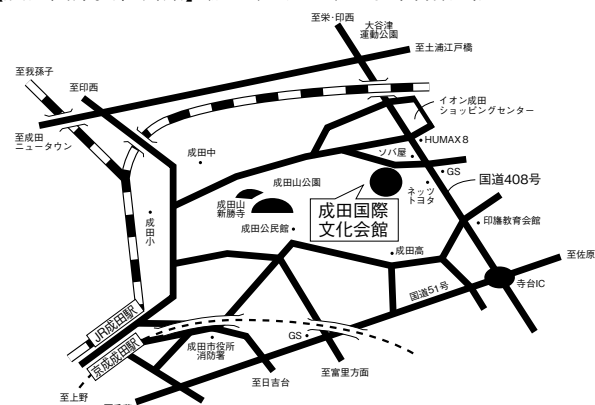 至栄・印西
大谷津
運動公園
至土浦江戸橋
至我孫子
至印西
イオン成田
ショッピングセンター
至成田
ニュータウン
成田中
HUMAX8
ソバ屋
GS
国道408号
成田山公園
ネッツ
トヨタ
成田山
新勝寺
成田国際
文化会館
成田小
印旛教育会館
成田公民館
成田高
至佐原
寺台IC
国道51号
JR成田駅
京成成田駅
成田市役所
消防署
GS
至富里方面
至日吉台
至上野